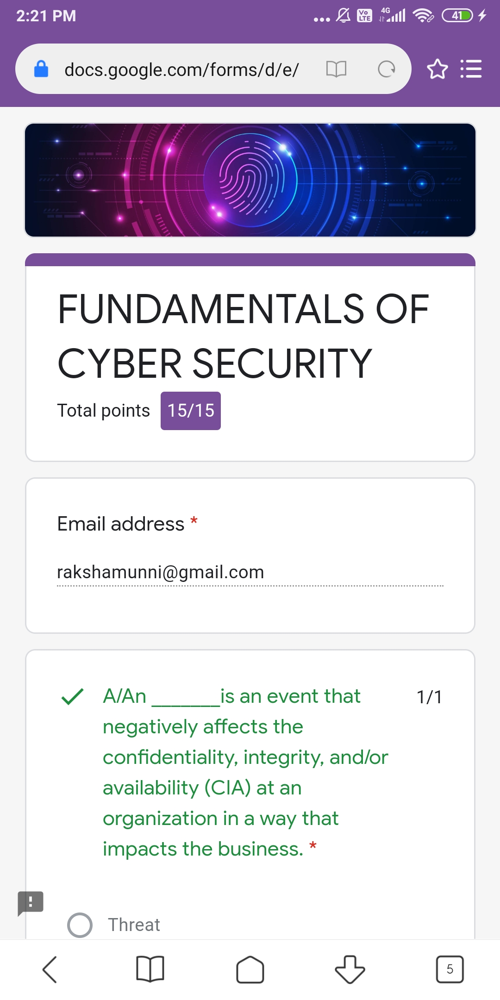 2:21 PM
Vo
LTE
4G
41
docs.google.com/forms/d/e/
FUNDAMENTALS OF
CYBER SECURITY
Total points 15/15
Email address *
rakshamunni@gmail.com
A/An _______is an event that 1/1
negatively affects the
confidentiality, integrity, and/or
availability (CIA) at an
organization in a way that
impacts the business. *
Threat
5